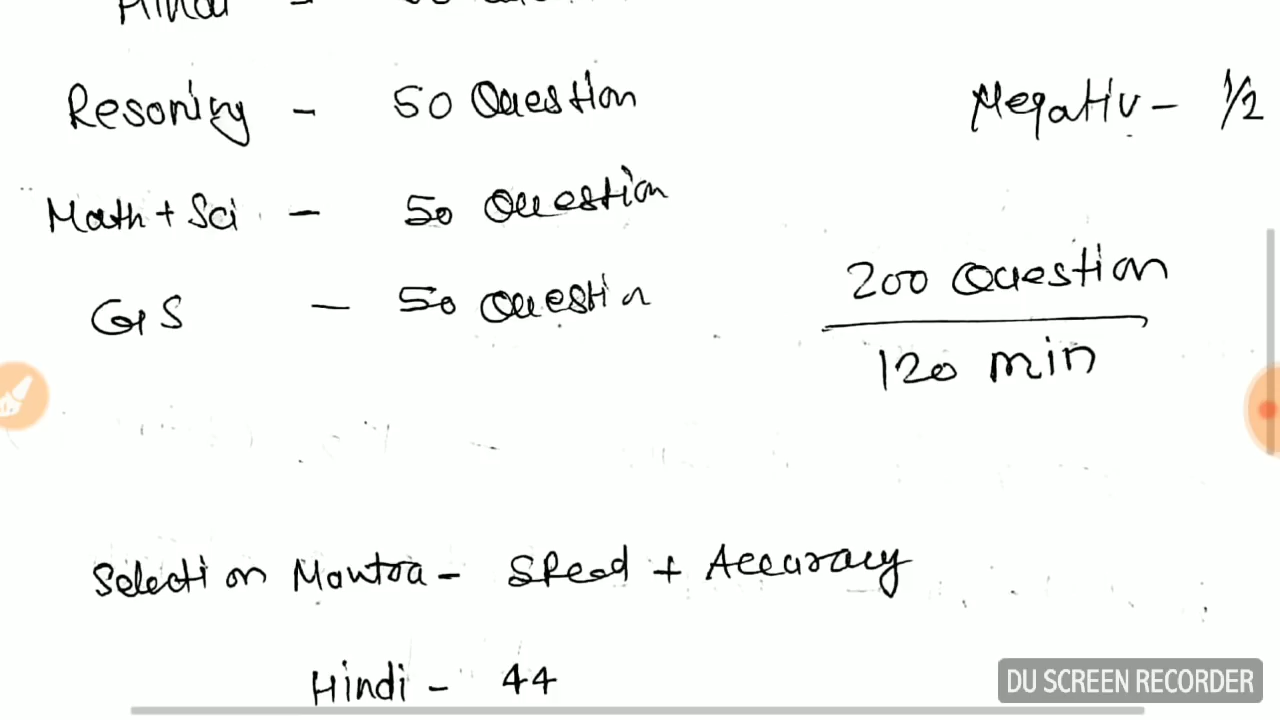 Hindi -
Resoning - 50 Question
Negativ - 1/2
Math + Sci - 50 Question
GS - 50 Question
200 Question
120 min
Selection Mantra - Speed + Accuracy
Hindi - 44
DU SCREEN RECORDER